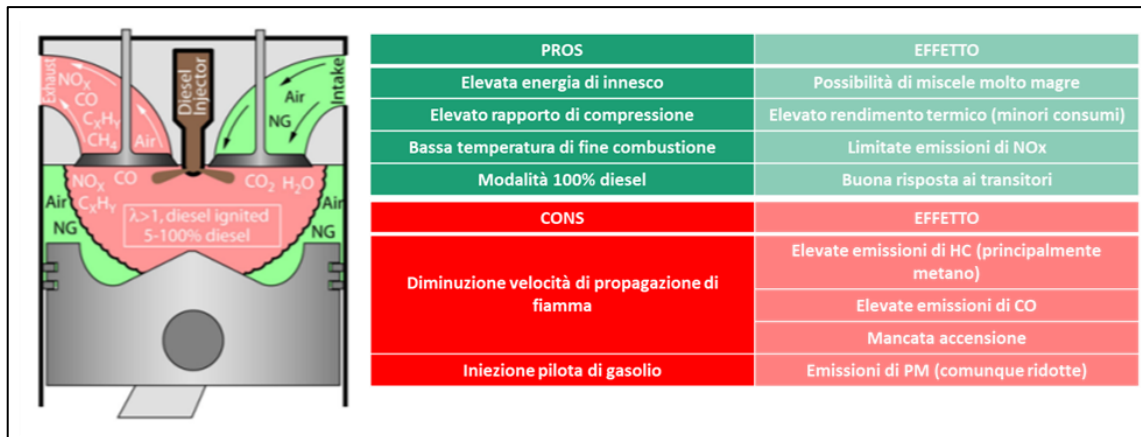 Exhaust
NOX
CO
CXHY
CH4
Air
Diesel
Injector
Air
NG
Intake
NOX CO
CXHY
CO2 H2O
Air
NG
λ>1, diesel ignited
5-100% diesel
Air
NG
PROS EFFETTO
Elevata energia di innesco Possibilità di miscele molto magre
Elevato rapporto di compressione Elevato rendimento termico (minori consumi)
Bassa temperatura di fine combustione Limitate emissioni di NOx
Modalità 100% diesel Buona risposta ai transitori
CONS EFFETTO
Diminuzione velocità di propagazione di
fiamma
Elevate emissioni di HC (principalmente
metano)
Elevate emissioni di CO
Mancata accensione
Iniezione pilota di gasolio Emissioni di PM (comunque ridotte)